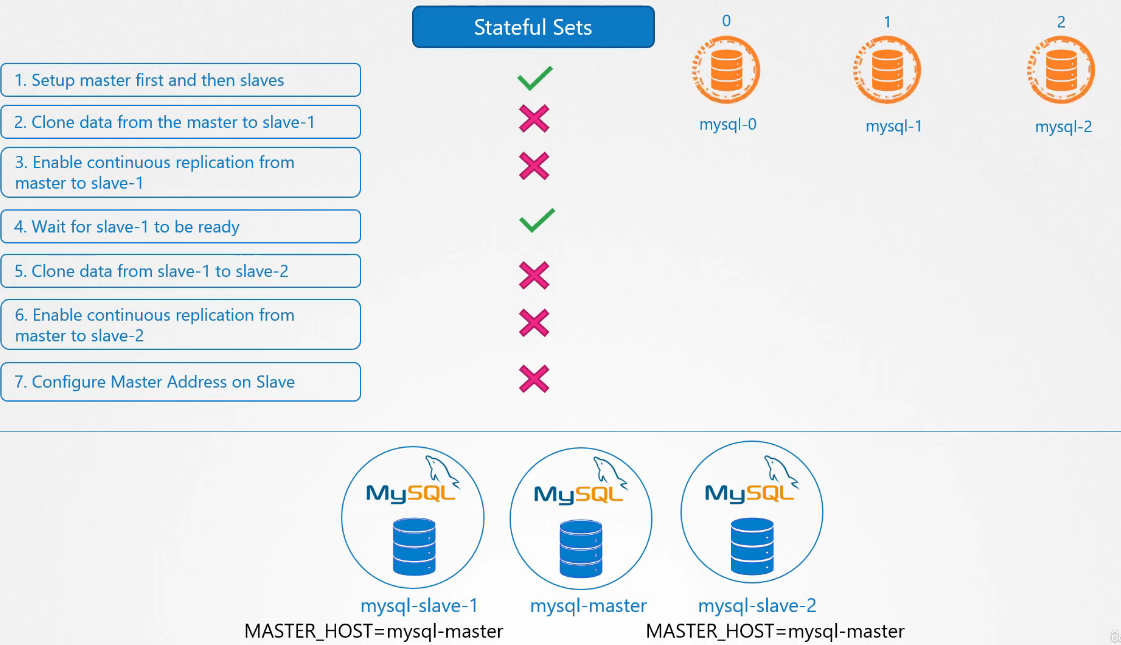 Stateful Sets
0
1
2
mysql-0
mysql-1
mysql-2
1. Setup master first and then slaves
2. Clone data from the master to slave-1
3. Enable continuous replication from
master to slave-1
4. Wait for slave-1 to be ready
5. Clone data from slave-1 to slave-2
6. Enable continuous replication from
master to slave-2
7. Configure Master Address on Slave
MySQL
MySQL
MySQL
mysql-slave-1
mysql-master
mysql-slave-2
MASTER_HOST=mysql-master
MASTER_HOST=mysql-master